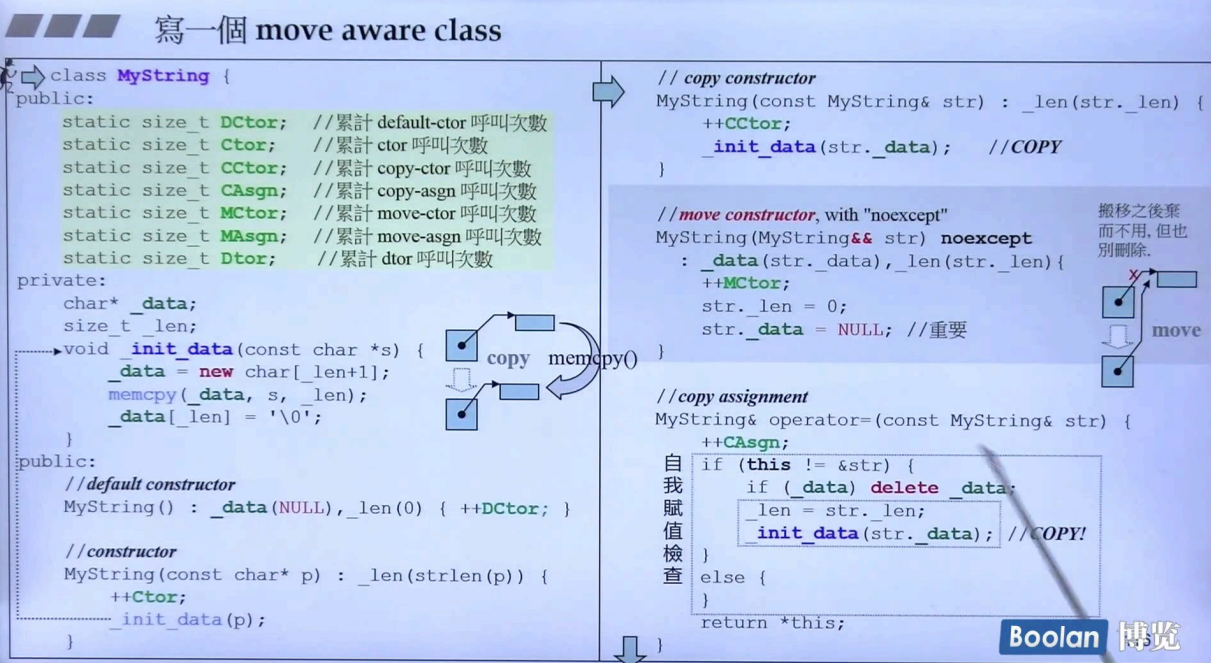 寫一個 move aware class
class MyString {
public:
static size_t DCtor; //累計 default-ctor 呼叫次數
static size_t Ctor; //累計 ctor 呼叫次數
static size_t CCtor; //累計 copy-ctor 呼叫次數
static size_t CAsgn; //累計 copy-asgn 呼叫次數
static size_t MCtor; //累計 move-ctor 呼叫次數
static size_t MAsgn; //累計 move-asgn 呼叫次數
static size_t Dtor; //累計 dtor 呼叫次數
private:
char* _data;
size_t _len;
void _init_data(const char *s) {
_data = new char[_len+1];
memcpy(_data, s, _len);
_data[_len] = '\0';
}
copy memcpy()
public:
//default constructor
MyString() : _data(NULL),_len(0) { ++DCtor; }
//constructor
MyString(const char* p) : _len(strlen(p)) {
++Ctor;
_init_data(p);
}
// copy constructor
MyString(const MyString& str) : _len(str._len) {
++CCtor;
_init_data(str._data); //COPY
}
//move constructor, with "noexcept"
MyString(MyString&& str) noexcept
: _data(str._data),_len(str._len){
++MCtor;
str._len = 0;
str._data = NULL; //重要
}
搬移之後棄
而不用, 但也
別刪除.
x
move
//copy assignment
MyString& operator=(const MyString& str) {
++CAsgn;
自我賦值檢查
if (this != &str) {
if (_data) delete _data;
_len = str._len;
_init_data(str._data); //COPY!
}
else {
}
return *this;
}
Boolan 博览